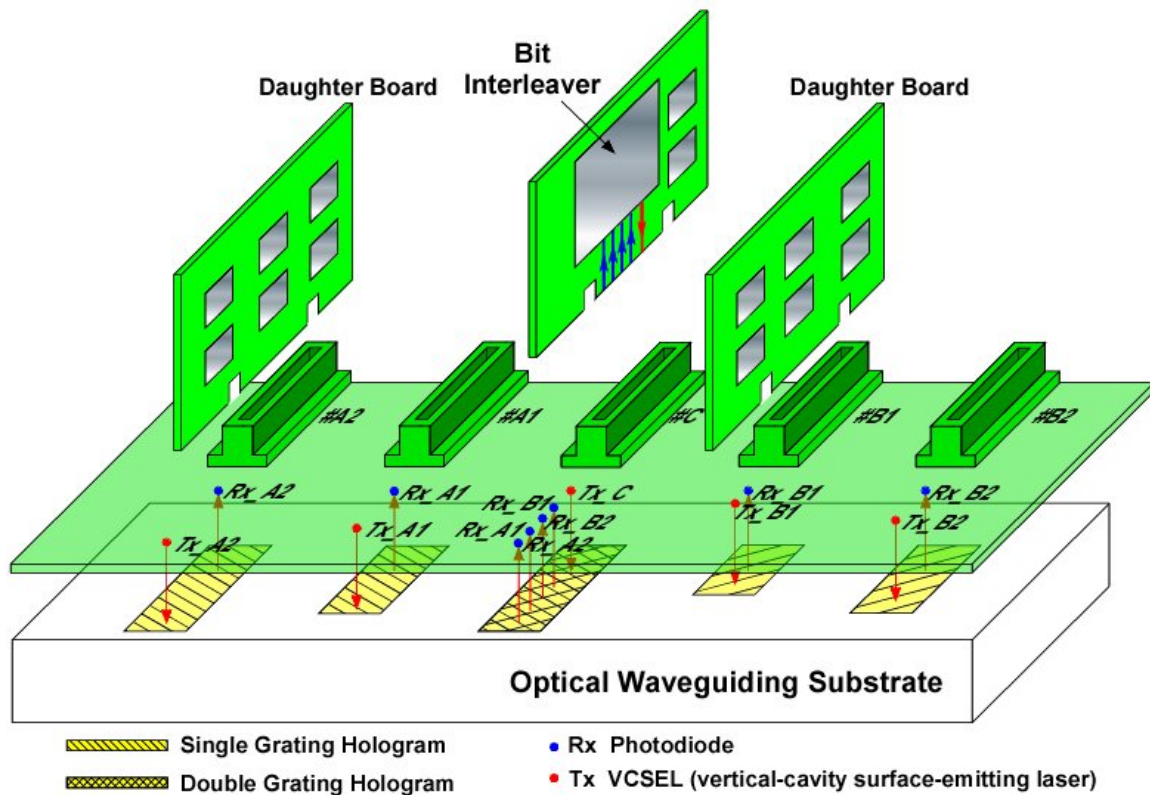 Bit
Interleaver
Daughter Board
Daughter Board
#A2
#A1
#C
#B1
#B2
Rx_A2
Rx_A1
Rx_B1
Tx_C
Rx_B1
Rx_B2
Tx_A2
Tx_A1
Rx_A1
Rx_B2
Tx_B1
Tx_B2
Rx_A2
Optical Waveguiding Substrate
Single Grating Hologram
Rx Photodiode
Double Grating Hologram
Tx VCSEL (vertical-cavity surface-emitting laser)